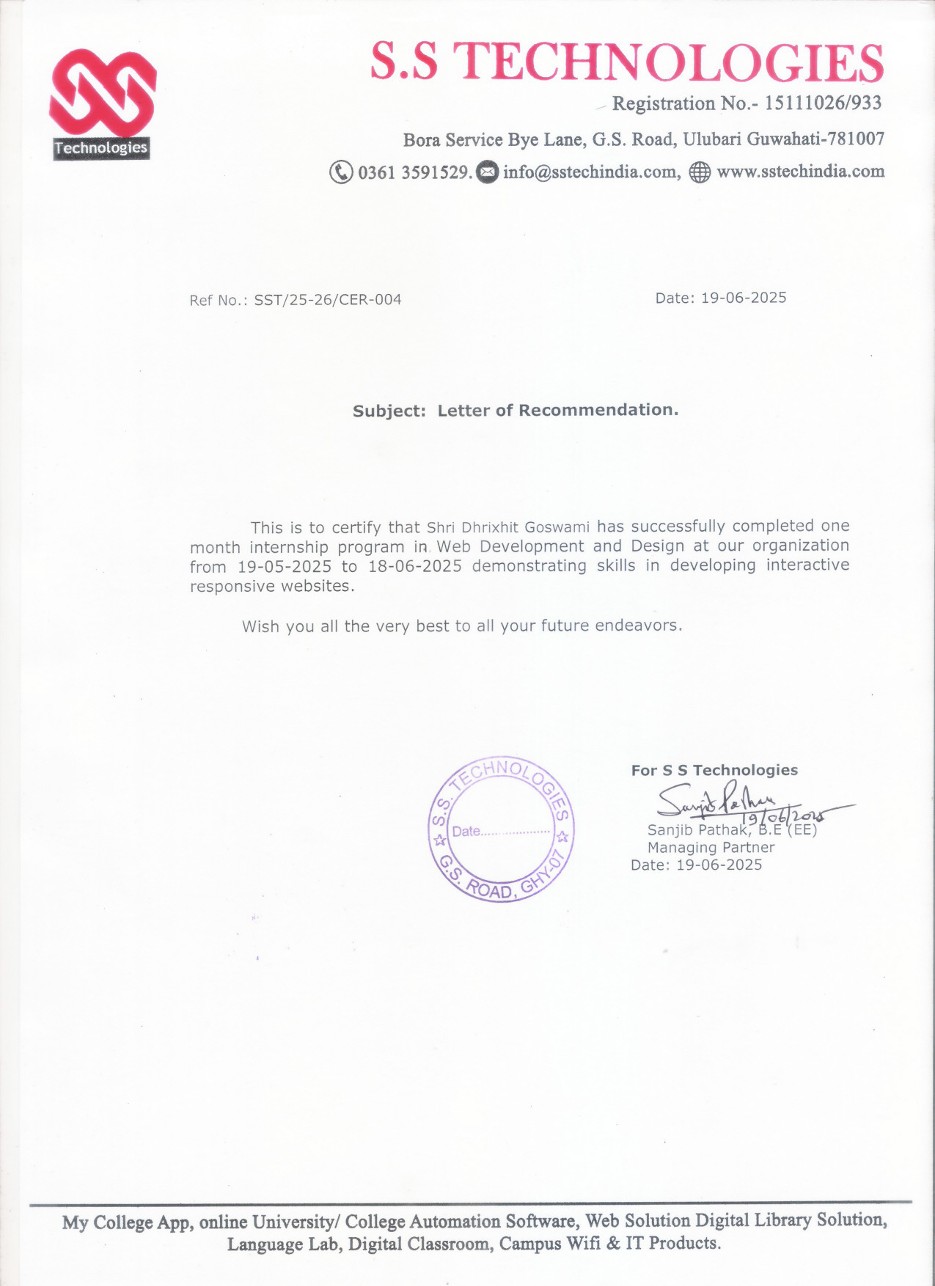 Technologies
S.S TECHNOLOGIES
Registration No.- 15111026/933
Bora Service Bye Lane, G.S. Road, Ulubari Guwahati-781007
0361 3591529. info@sstechindia.com, www.sstechindia.com
Ref No.: SST/25-26/CER-004 Date: 19-06-2025
Subject: Letter of Recommendation.
This is to certify that Shri Dhrixhit Goswami has successfully completed one
month internship program in Web Development and Design at our organization
from 19-05-2025 to 18-06-2025 demonstrating skills in developing interactive
responsive websites.
Wish you all the very best to all your future endeavors.
S.S. TECHNOLOGIES
Date..............
G.S. ROAD, GHY-07
For S S Technologies
Sanjib Pathak
19/06/2025
Sanjib Pathak, B.E (EE)
Managing Partner
Date: 19-06-2025
My College App, online University/ College Automation Software, Web Solution Digital Library Solution,
Language Lab, Digital Classroom, Campus Wifi & IT Products.